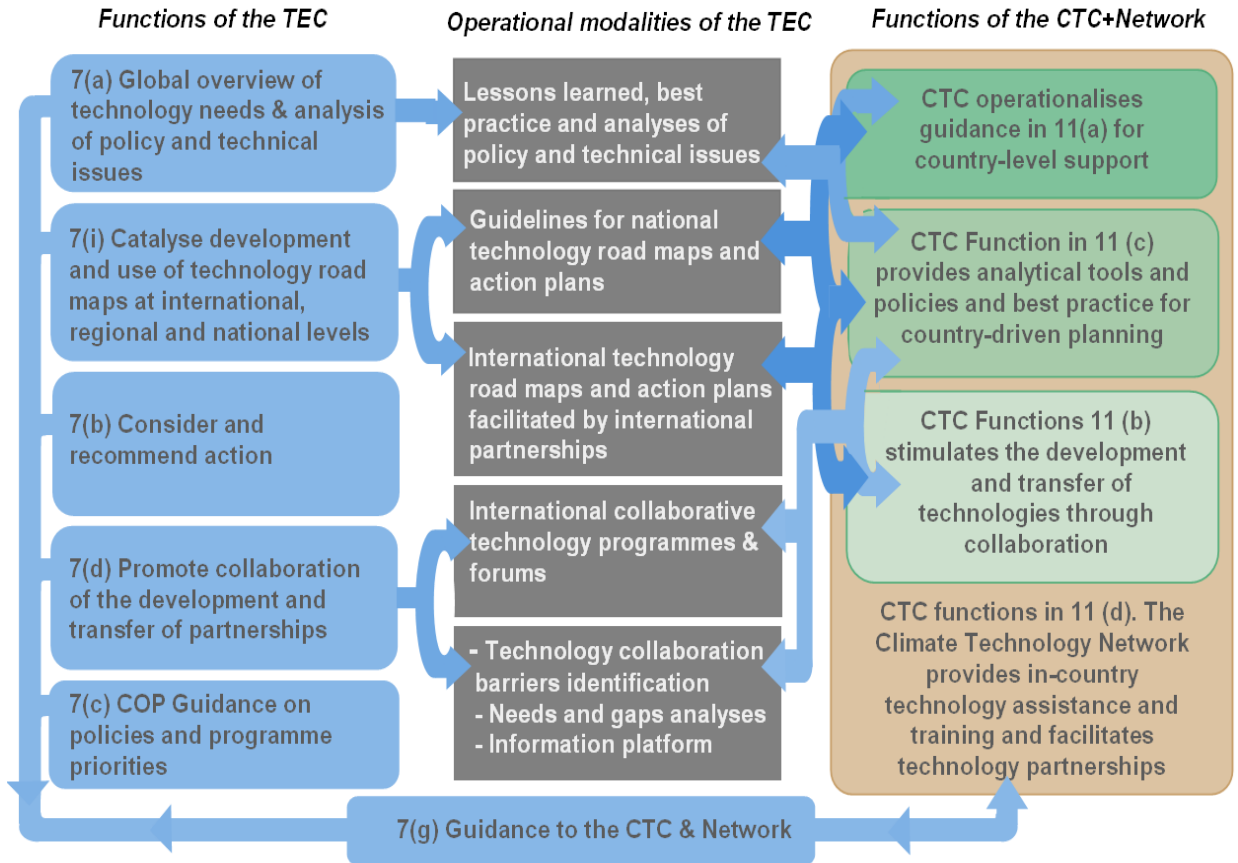 Functions of the TEC
Operational modalities of the TEC
Functions of the CTC+Network
7(a) Global overview of
technology needs & analysis
of policy and technical
issues
7(i) Catalyse development
and use of technology road
maps at international,
regional and national levels
7(b) Consider and
recommend action
7(d) Promote collaboration
of the development and
transfer of partnerships
7(c) COP Guidance on
policies and programme
priorities
Lessons learned, best
practice and analyses of
policy and technical issues
Guidelines for national
technology road maps and
action plans
International technology
road maps and action plans
facilitated by international
partnerships
International collaborative
technology programmes &
forums
- Technology collaboration
barriers identification
- Needs and gaps analyses
- Information platform
CTC operationalises
guidance in 11(a) for
country-level support
CTC Function in 11 (c)
provides analytical tools and
policies and best practice for
country-driven planning
CTC Functions 11 (b)
stimulates the development
and transfer of
technologies through
collaboration
CTC functions in 11 (d). The
Climate Technology Network
provides in-country
technology assistance and
training and facilitates
technology partnerships
7(g) Guidance to the CTC & Network